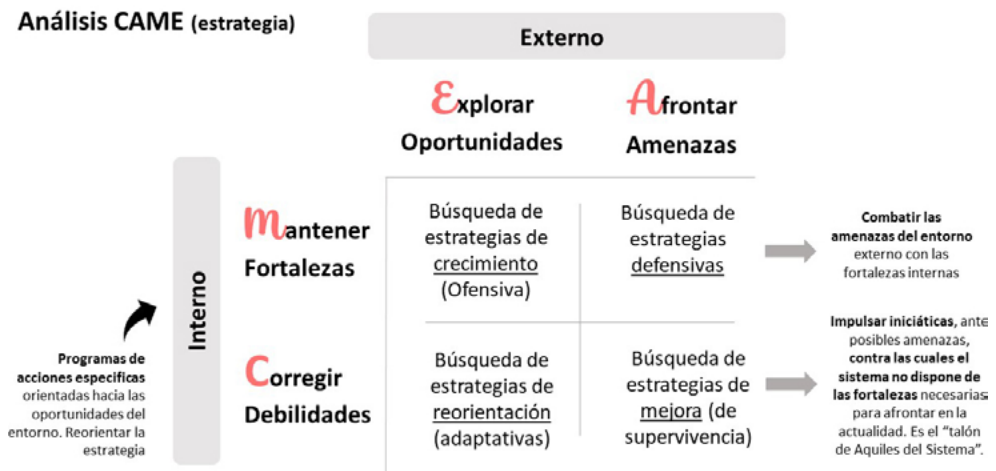 Análisis CAME (estrategia)
Externo
Explorar
Oportunidades
Afrontar
Amenazas
Interno
Mantener
Fortalezas
Búsqueda de
estrategias de
crecimiento
(Ofensiva)
Búsqueda de
estrategias
defensivas
Combatir las
amenazas del entorno
externo con las
fortalezas internas
Corregir
Debilidades
Búsqueda de
estrategias de
reorientación
(adaptativas)
Búsqueda de
estrategias de
mejora (de
supervivencia)
Impulsar iniciáticas, ante
posibles amenazas,
contra las cuales el
sistema no dispone de
las fortalezas necesarias
para afrontar en la
actualidad. Es el “talón
de Aquiles del Sistema”.
Programas de
acciones especificas
orientadas hacia las
oportunidades del
entorno. Reorientar la
estrategia